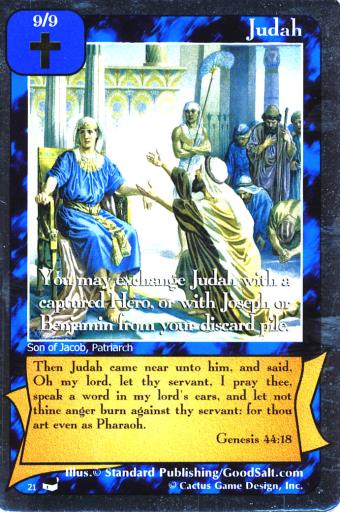 9/9
Judah
You may exchange Judah with a
captured Hero, or with Joseph or
Benjamin from your discard pile.
Son of Jacob, Patriarch
Then Judah came near unto him, and said,
Oh my lord, let thy servant, I pray thee,
speak a word in my lord's ears, and let not
thine anger burn against thy servant: for thou
art even as Pharaoh.
Genesis 44:18
Illus.© Standard Publishing/GoodSalt.com
21
© Cactus Game Design, Inc.